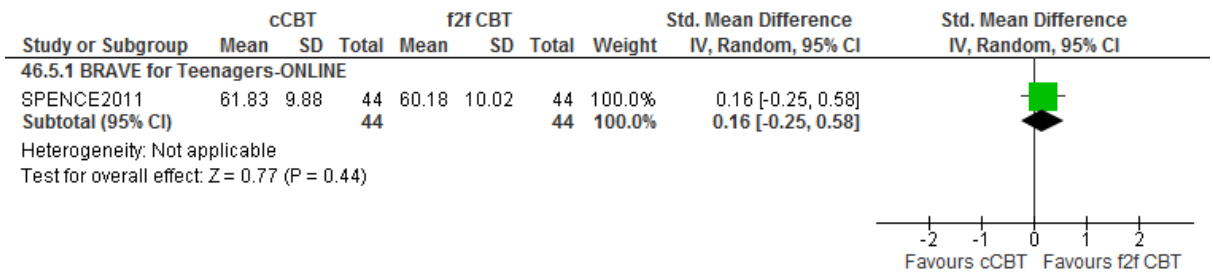 cCBT f2f CBT Std. Mean Difference Std. Mean Difference
Study or Subgroup Mean SD Total Mean SD Total Weight IV, Random, 95% CI IV, Random, 95% CI
46.5.1 BRAVE for Teenagers-ONLINE
SPENCE2011 61.83 9.88 44 60.18 10.02 44 100.0% 0.16 [-0.25, 0.58]
Subtotal (95% CI) 44 44 100.0% 0.16 [-0.25, 0.58]
Heterogeneity: Not applicable
Test for overall effect: Z = 0.77 (P = 0.44)
-2 -1 0 1 2
Favours cCBT Favours f2f CBT